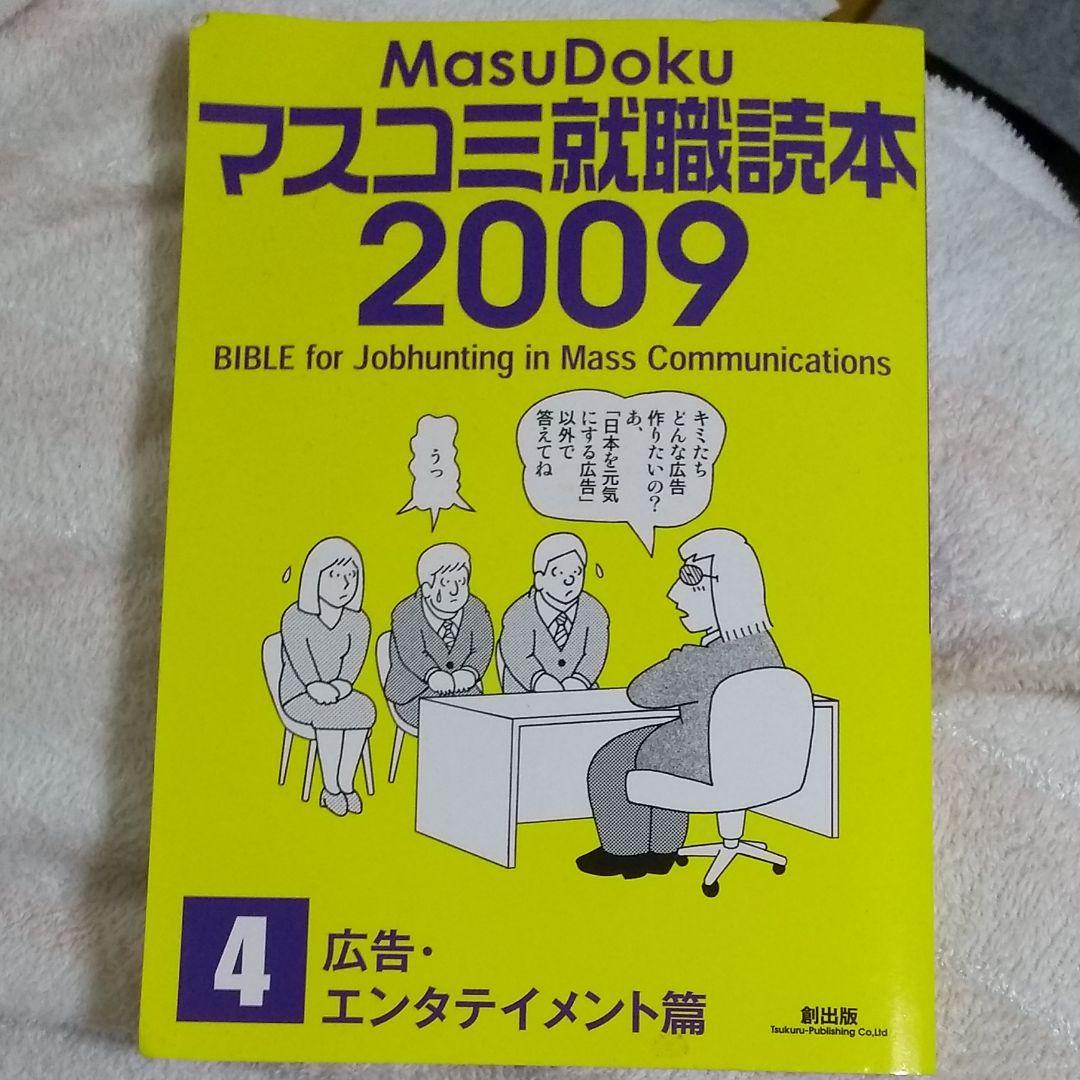 MasuDoku
マスコミ就職読本
2009
BIBLE for Jobhunting in Mass Communications
キミたち
どんな広告
作りたいの?
あ、
「日本を元気
にする広告」
以外で
答えてね
うっ
4
広告・
エンタテイメント篇
創出版
Tsukuru-Publishing Co,Ltd